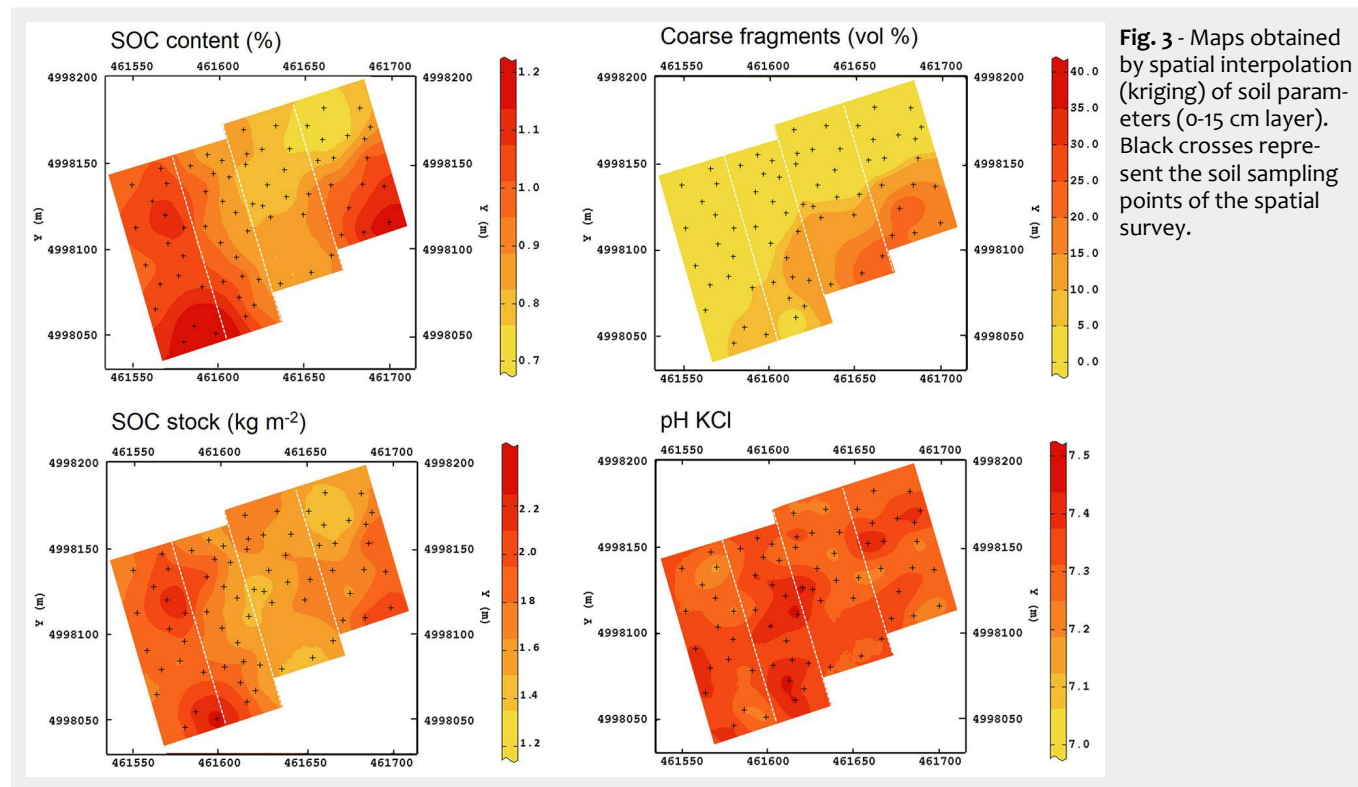 SOC content (%)
461550 461600 461650 461700
4998200 4998200
4998150 4998150
4998100 4998100
4998050 4998050
Y (m) Y (m)
461550 461600 461650 461700
1.2
1.1
1.0
0.9
0.8
0.7
Coarse fragments (vol %)
461550 461600 461650 461700
4998200 4998200
4998150 4998150
4998100 4998100
4998050 4998050
Y (m) Y (m)
461550 461600 461650 461700
40.0
35.0
30.0
25.0
20.0
15.0
10.0
5.0
0.0
Fig. 3 - Maps obtained
by spatial interpolation
(kriging) of soil param-
eters (0-15 cm layer).
Black crosses repre-
sent the soil sampling
points of the spatial
survey.
SOC stock (kg m-2)
461550 461600 461650 461700
4998200 4998200
4998150 4998150
4998100 4998100
4998050 4998050
Y (m) Y (m)
461550 461600 461650 461700
2.2
2.0
1.8
1.6
1.4
1.2
pH KCl
461550 461600 461650 461700
4998200 4998200
4998150 4998150
4998100 4998100
4998050 4998050
Y (m) Y (m)
461550 461600 461650 461700
7.5
7.4
7.3
7.2
7.1
7.0